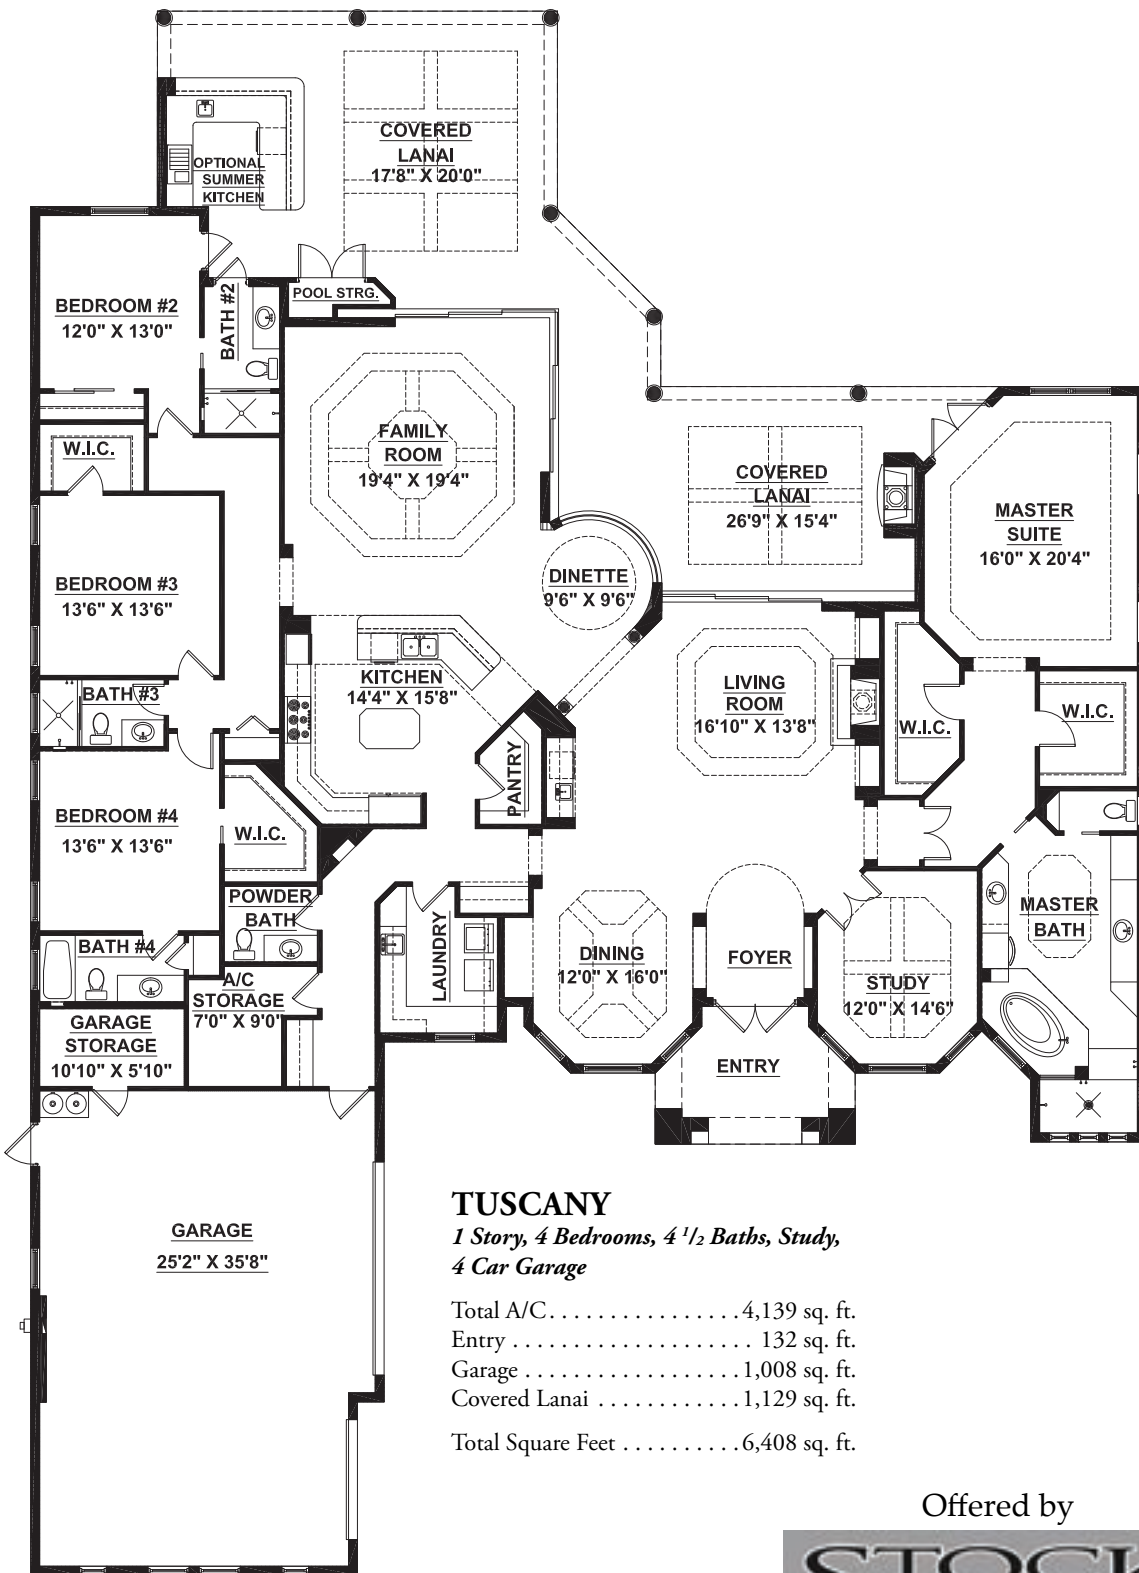 COVERED
LANAI
17'8" X 20'0"
OPTIONAL
SUMMER
KITCHEN
BEDROOM #2
12'0" X 13'0"
BATH #2
POOL STRG.
W.I.C.
FAMILY
ROOM
19'4" X 19'4"
COVERED
LANAI
26'9" X 15'4"
MASTER
SUITE
16'0" X 20'4"
BEDROOM #3
13'6" X 13'6"
DINETTE
9'6" X 9'6"
BATH #3
KITCHEN
14'4" X 15'8"
LIVING
ROOM
16'10" X 13'8"
W.I.C.
W.I.C.
PANTRY
BEDROOM #4
13'6" X 13'6"
W.I.C.
POWDER
BATH
MASTER
BATH
BATH #4
LAUNDRY
DINING
12'0" X 16'0"
FOYER
STUDY
12'0" X 14'6"
A/C
STORAGE
7'0" X 9'0"
GARAGE
STORAGE
10'10" X 5'10"
ENTRY
GARAGE
25'2" X 35'8"
TUSCANY
1 Story, 4 Bedrooms, 4 1/2 Baths, Study,
4 Car Garage
Total A/C................4,139 sq. ft.
Entry .................... 132 sq. ft.
Garage ..................1,008 sq. ft.
Covered Lanai ............1,129 sq. ft.
Total Square Feet ..........6,408 sq. ft.
Offered by
STOCK